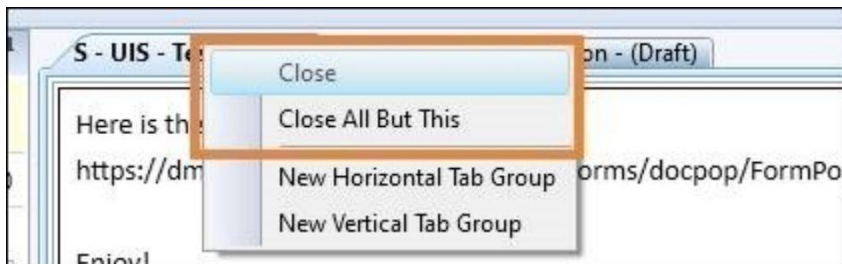 S - UIS - Te
on - (Draft)
Close
Close All But This
New Horizontal Tab Group
New Vertical Tab Group
Here is th
https://dm
orms/docpop/FormPo
Enjoy!